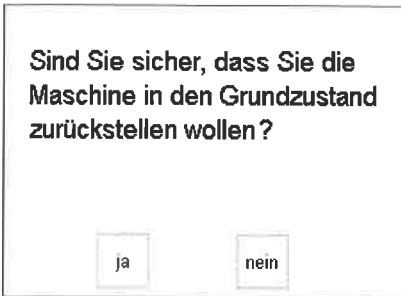 Sind Sie sicher, dass Sie die
Maschine in den Grundzustand
zurückstellen wollen?
ja nein